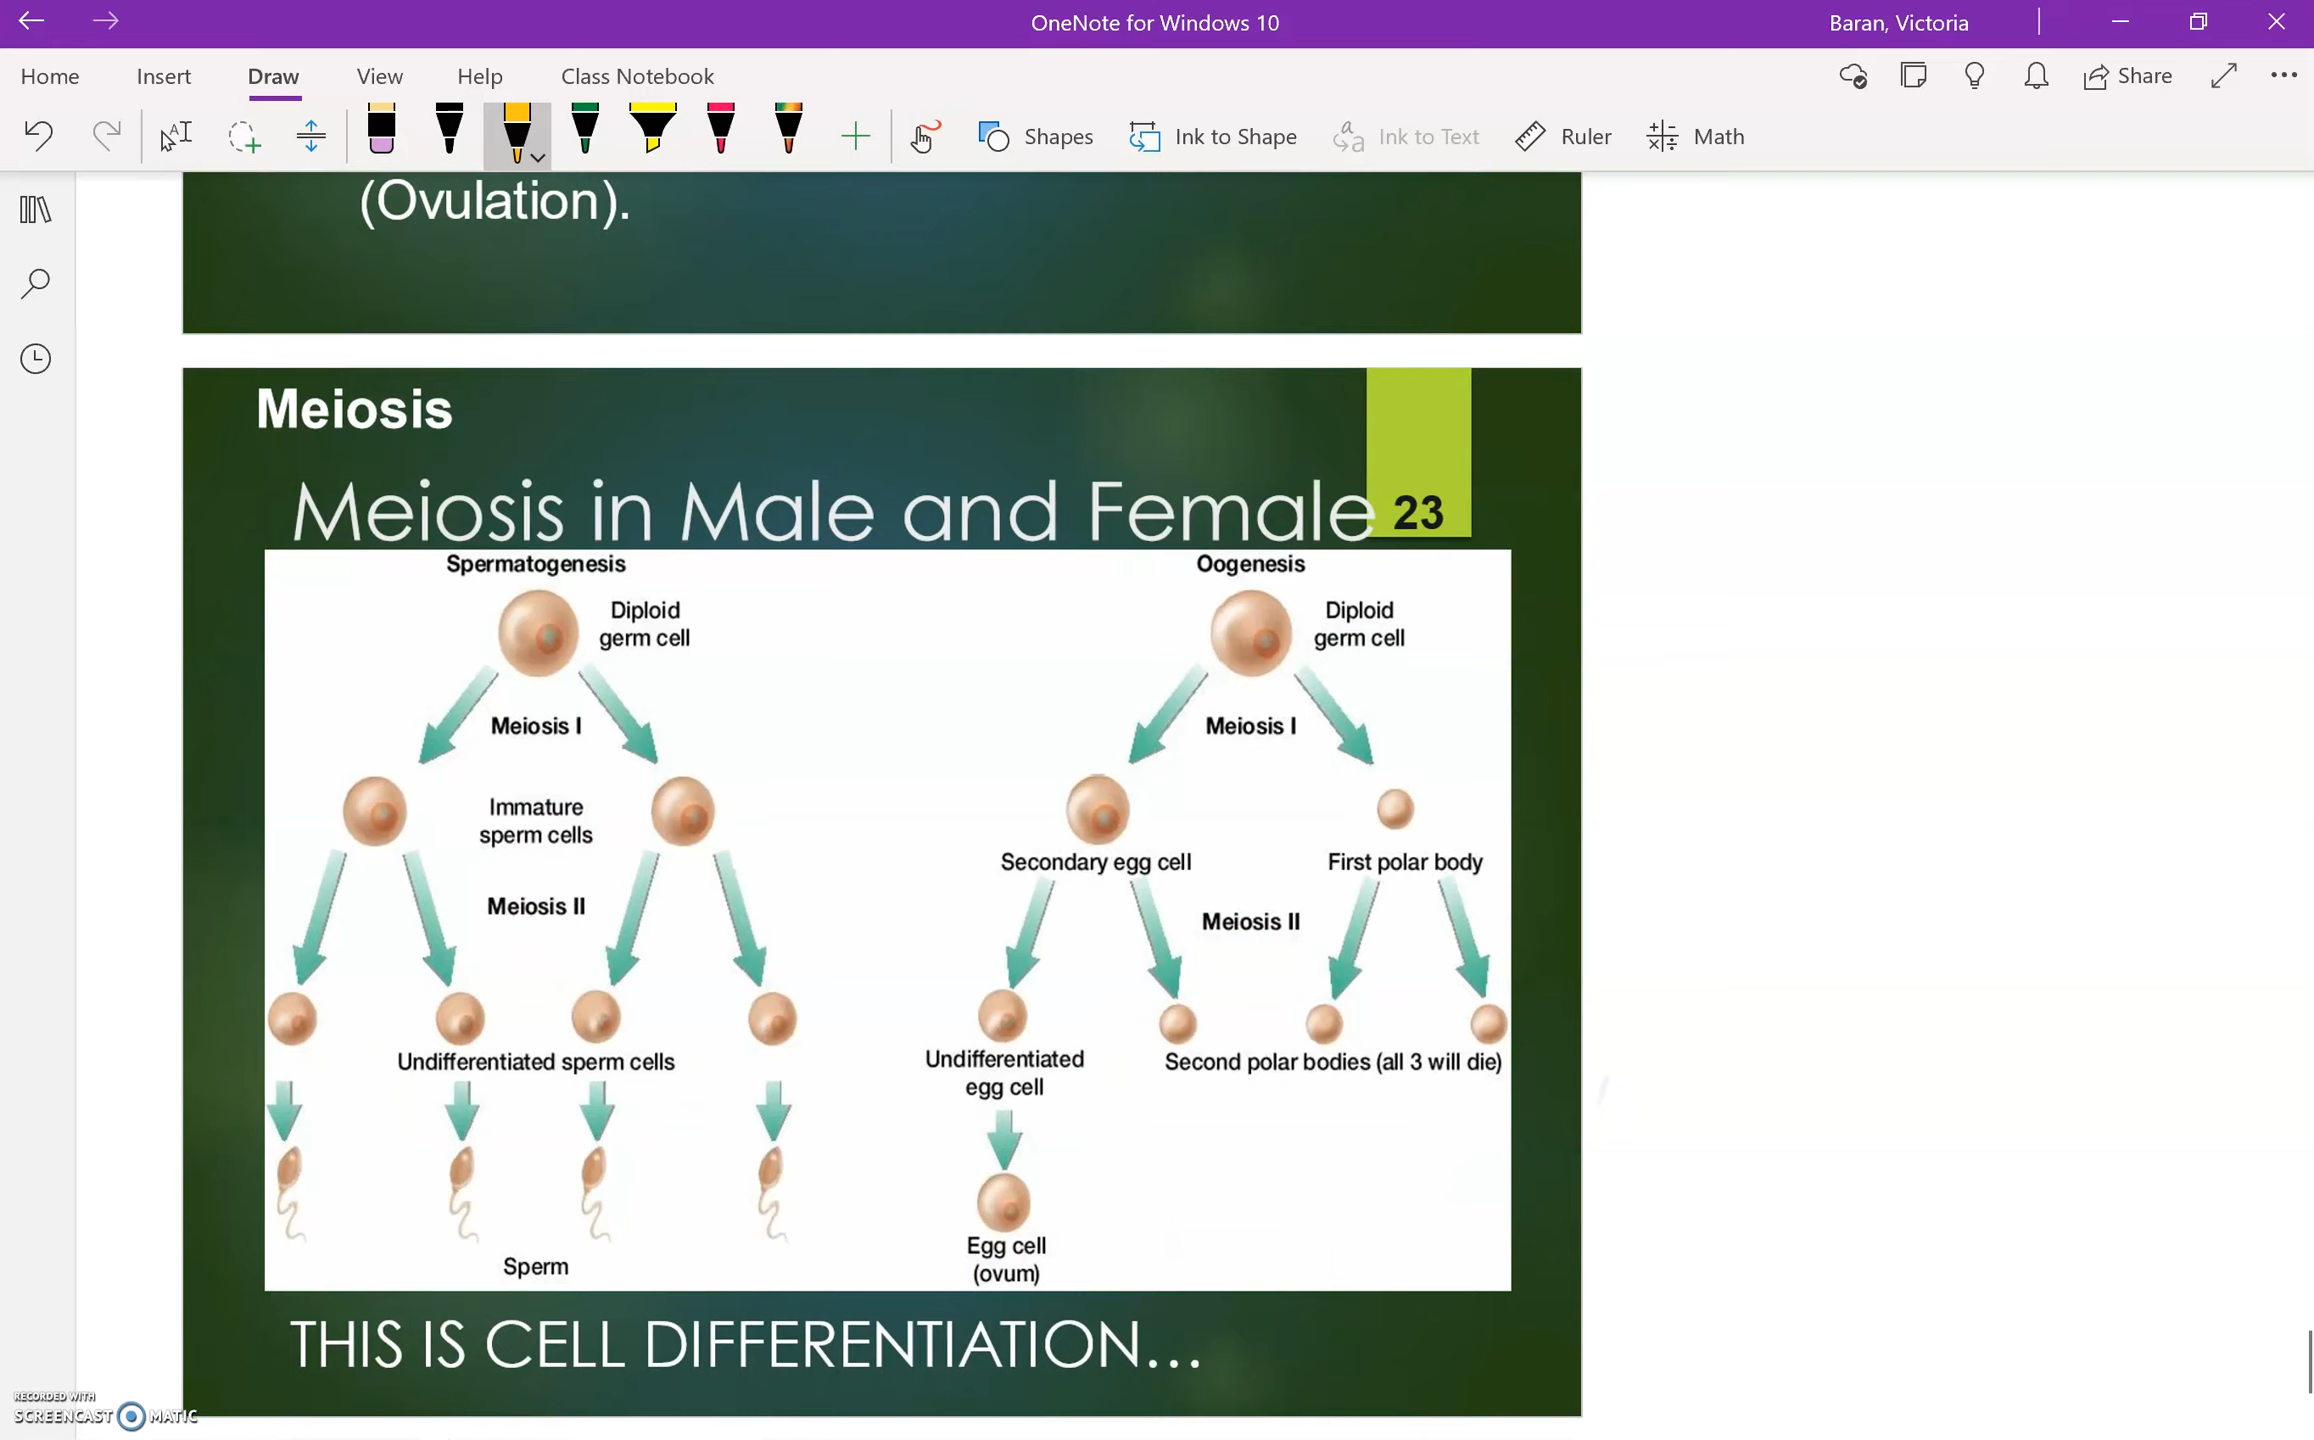 OneNote for Windows 10
Baran, Victoria
Home Insert Draw View Help Class Notebook
Share
Shapes Ink to Shape Ink to Text Ruler Math
(Ovulation).
Meiosis
Meiosis in Male and Female
23
Spermatogenesis
Diploid
germ cell
Meiosis I
Immature
sperm cells
Meiosis II
Undifferentiated sperm cells
Sperm
Oogenesis
Diploid
germ cell
Meiosis I
Secondary egg cell
First polar body
Meiosis II
Undifferentiated
egg cell
Second polar bodies (all 3 will die)
Egg cell
(ovum)
THIS IS CELL DIFFERENTIATION...
RECORDED WITH
SCREENCAST MATIC